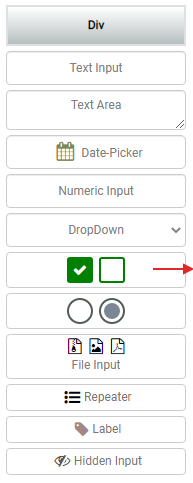 Div
Text Input
Text Area
Date-Picker
Numeric Input
DropDown
File Input
Repeater
Label
Hidden Input